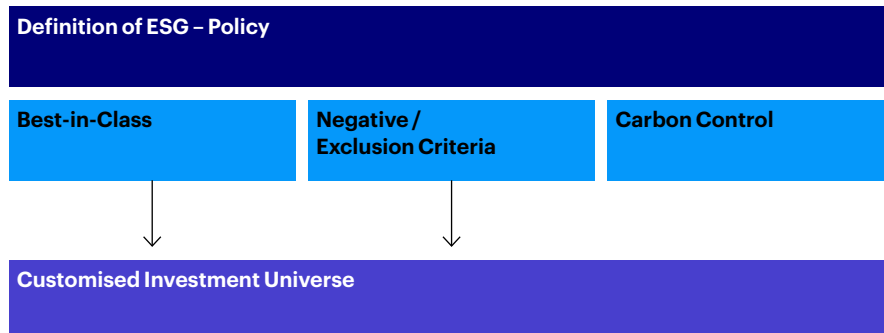 Definition of ESG – Policy
Best-in-Class
Negative /
Exclusion Criteria
Carbon Control
Customised Investment Universe